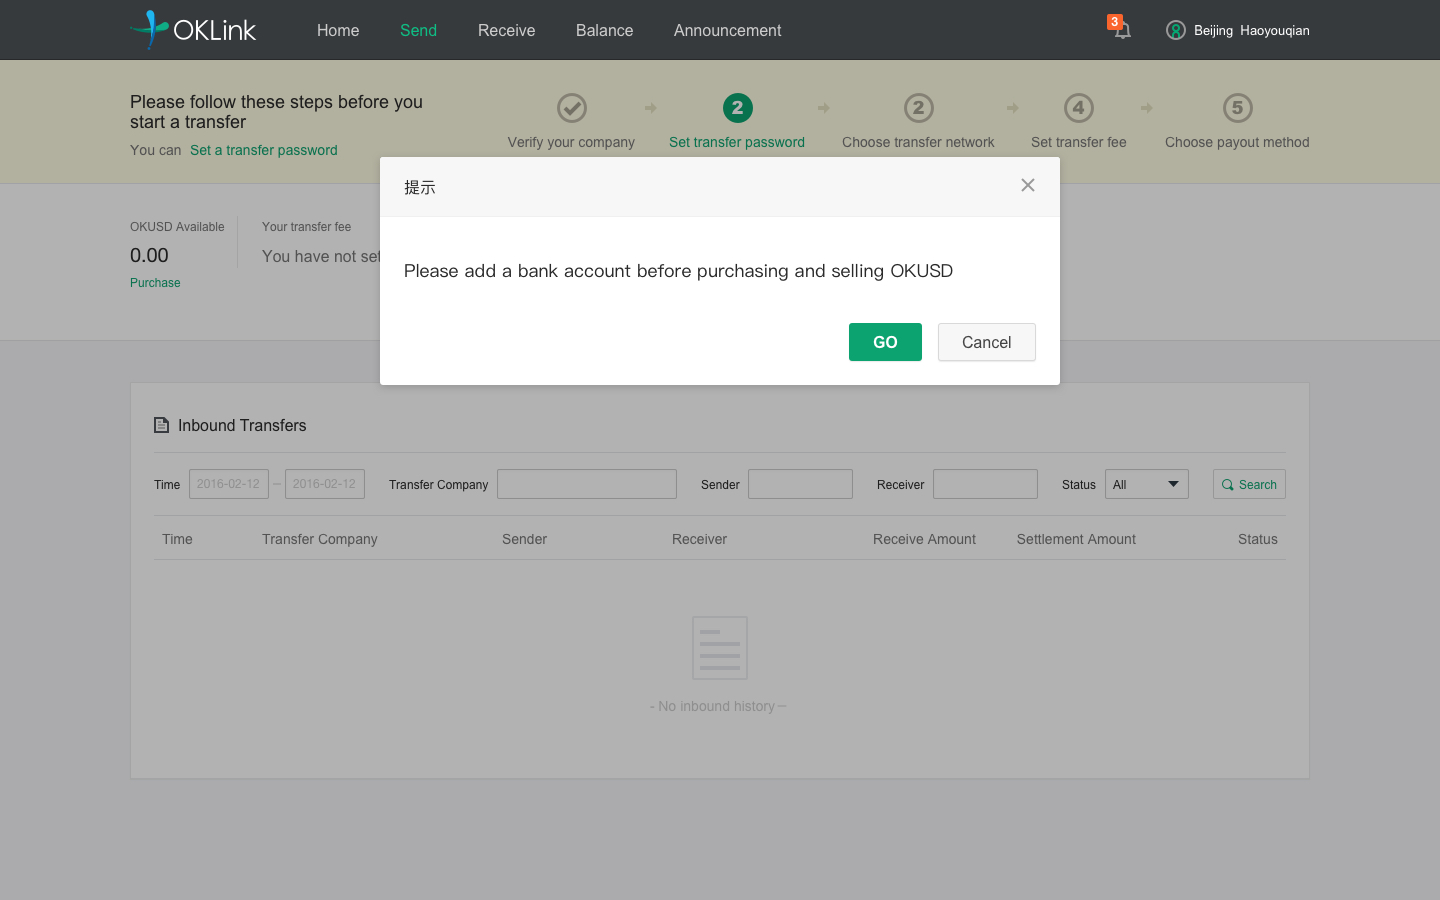 OKLink
Home
Send
Receive
Balance
Announcement
3
Beijing Haoyouqian
Please follow these steps before you
start a transfer
You can Set a transfer password
Verify your company
2
Set transfer password
2
Choose transfer network
4
Set transfer fee
5
Choose payout method
提示
Please add a bank account before purchasing and selling OKUSD
GO
Cancel
OKUSD Available
0.00
Purchase
Your transfer fee
You have not set
Inbound Transfers
Time 2016-02-12 – 2016-02-12 Transfer Company Sender Receiver Status All Search
Time Transfer Company Sender Receiver Receive Amount Settlement Amount Status
- No inbound history –